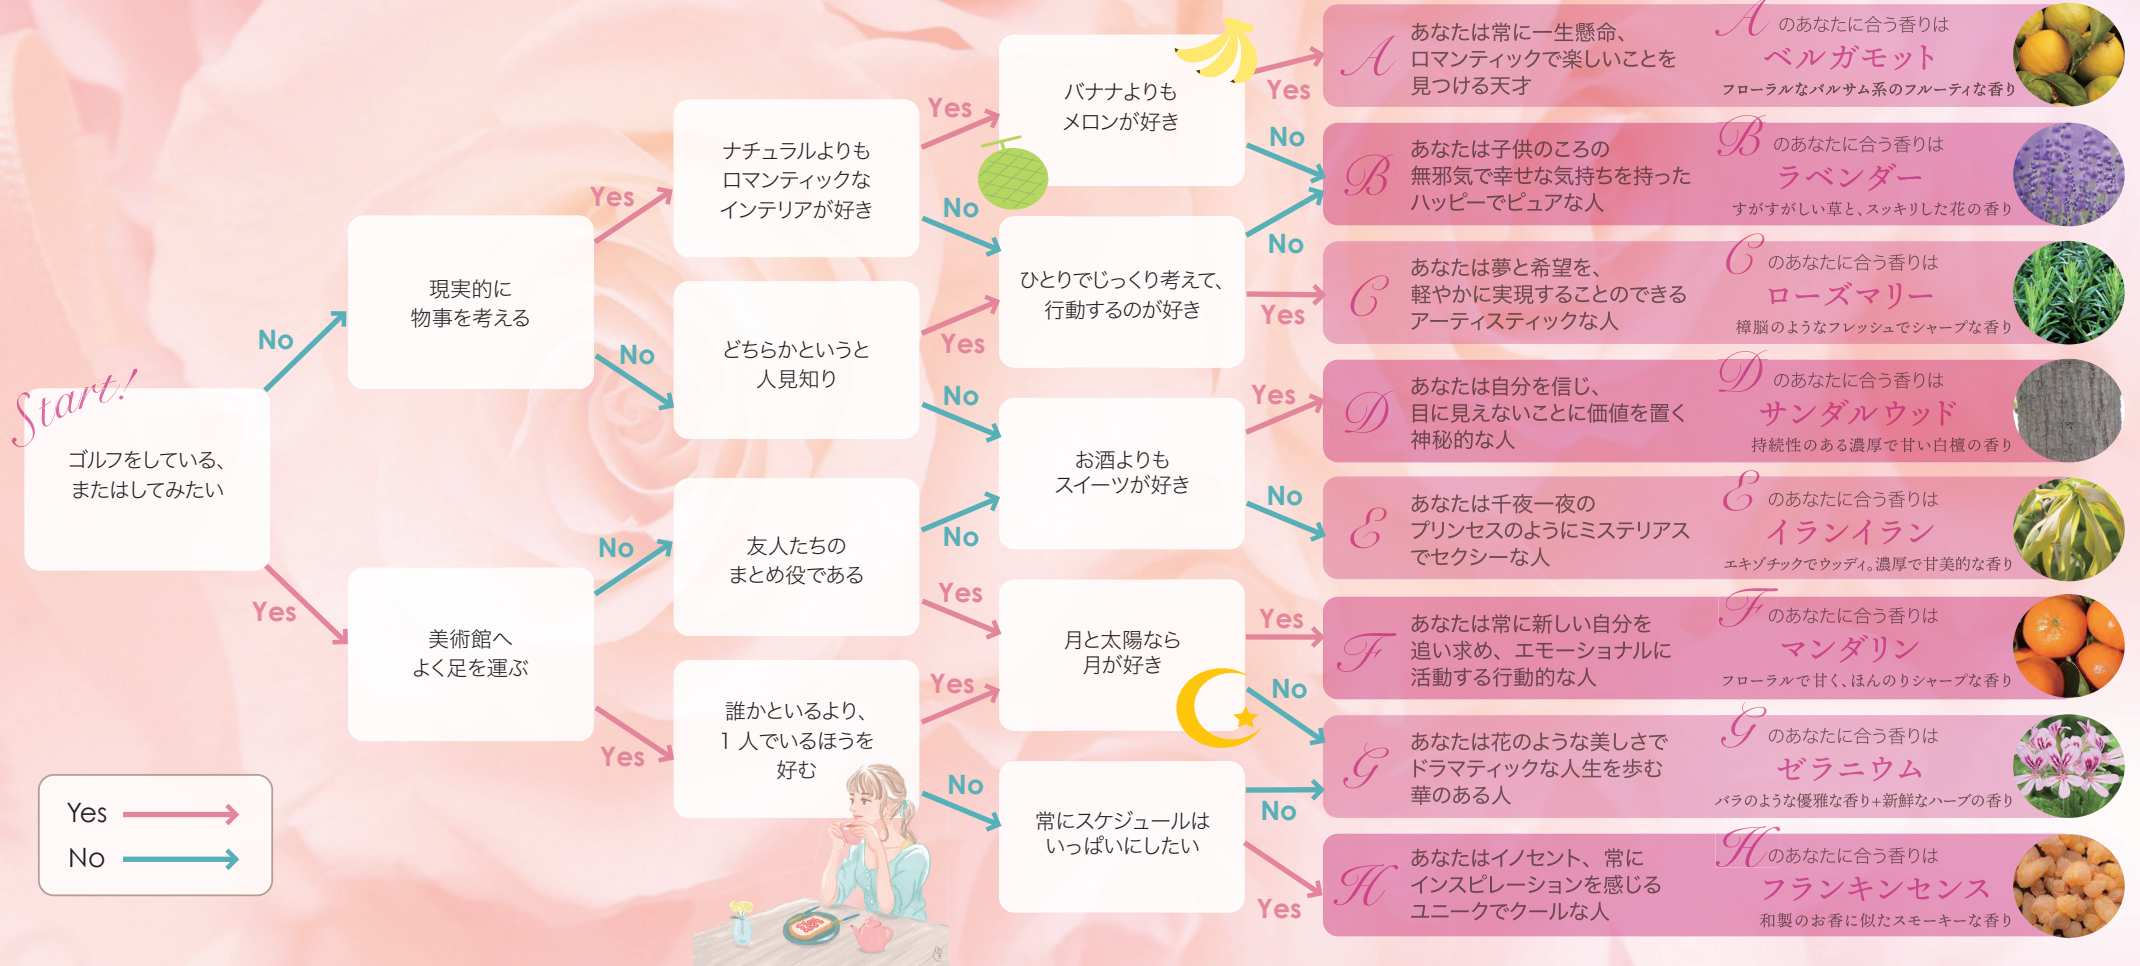 Start!
ゴルフをしている、
またはしてみたい
No
Yes
現実的に
物事を考える
Yes
No
美術館へ
よく足を運ぶ
No
Yes
ナチュラルよりも
ロマンティックな
インテリアが好き
Yes
No
どちらかというと
人見知り
Yes
No
友人たちの
まとめ役である
No
Yes
誰かといるより、
1 人でいるほうを
好む
Yes
No
バナナよりも
メロンが好き
Yes
No
ひとりでじっくり考えて、
行動するのが好き
No
Yes
お酒よりも
スイーツが好き
Yes
No
月と太陽なら
月が好き
Yes
No
常にスケジュールは
いっぱいにしたい
No
Yes
A
あなたは常に一生懸命、
ロマンティックで楽しいことを
見つける天才
A のあなたに合う香りは
ベルガモット
フローラルなバルサム系のフルーティな香り
B
あなたは子供のころの
無邪気で幸せな気持ちを持った
ハッピーでピュアな人
B のあなたに合う香りは
ラベンダー
すがすがしい草と、スッキリした花の香り
C
あなたは夢と希望を、
軽やかに実現することのできる
アーティスティックな人
C のあなたに合う香りは
ローズマリー
樟脳のようなフレッシュでシャープな香り
D
あなたは自分を信じ、
目に見えないことに価値を置く
神秘的な人
D のあなたに合う香りは
サンダルウッド
持続性のある濃厚で甘い白檀の香り
E
あなたは千夜一夜の
プリンセスのようにミステリアス
でセクシーな人
E のあなたに合う香りは
イランイラン
エキゾチックでウッディ。濃厚で甘美的な香り
F
あなたは常に新しい自分を
追い求め、エモーショナルに
活動する行動的な人
F のあなたに合う香りは
マンダリン
フローラルで甘く、ほんのりシャープな香り
G
あなたは花のような美しさで
ドラマティックな人生を歩む
華のある人
G のあなたに合う香りは
ゼラニウム
バラのような優雅な香り+新鮮なハーブの香り
H
あなたはイノセント、常に
インスピレーションを感じる
ユニークでクールな人
H のあなたに合う香りは
フランキンセンス
和製のお香に似たスモーキーな香り
Yes
No